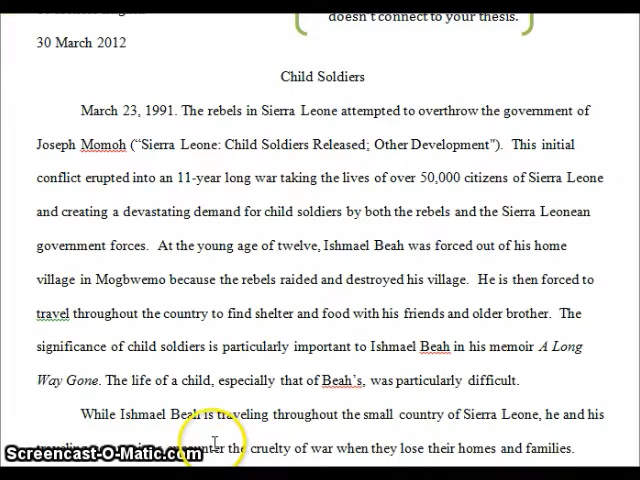 doesn't connect to your thesis.
30 March 2012
Child Soldiers
March 23, 1991. The rebels in Sierra Leone attempted to overthrow the government of
Joseph Momoh (“Sierra Leone: Child Soldiers Released; Other Development”).  This initial
conflict erupted into an 11-year long war taking the lives of over 50,000 citizens of Sierra Leone
and creating a devastating demand for child soldiers by both the rebels and the Sierra Leonean
government forces.  At the young age of twelve, Ishmael Beah was forced out of his home
village in Mogbwemo because the rebels raided and destroyed his village.  He is then forced to
travel throughout the country to find shelter and food with his friends and older brother.  The
significance of child soldiers is particularly important to Ishmael Beah in his memoir A Long
Way Gone. The life of a child, especially that of Beah’s, was particularly difficult.
While Ishmael Beah is traveling throughout the small country of Sierra Leone, he and his
encounter the cruelty of war when they lose their homes and families.
Screencast-O-Matic.com